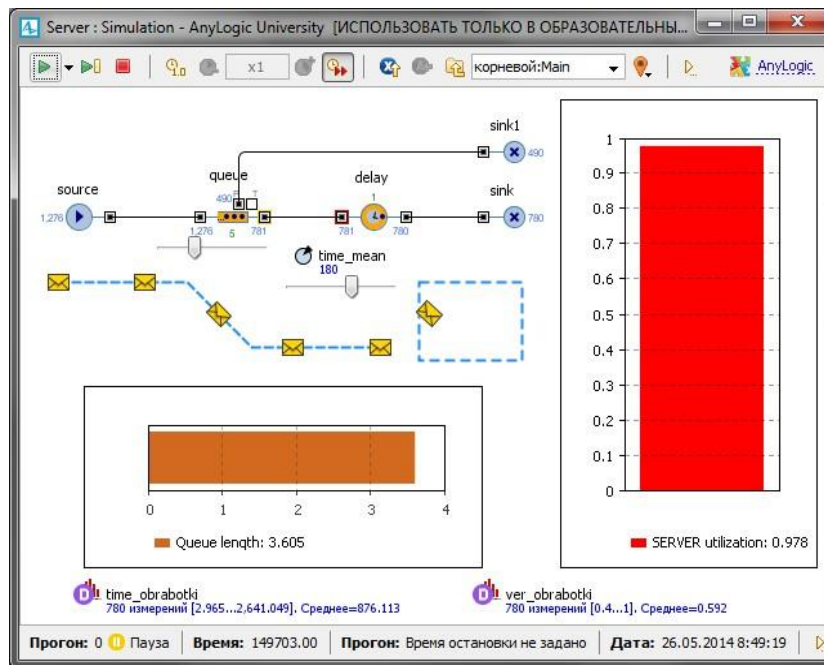 Server : Simulation - AnyLogic University [ИСПОЛЬЗОВАТЬ ТОЛЬКО В ОБРАЗОВАТЕЛЬНЫ...
x1
корневой:Main
AnyLogic
sink1
490
queue
delay
source
490
T
1
sink
1,276
1,276
5
781
781
780
780
time_mean
180
1
0.9
0.8
0.7
0.6
0.5
0.4
0.3
0.2
0.1
0
0 1 2 3 4
Queue length: 3.605
SERVER utilization: 0.978
time_obrabotki
780 измерений [2.965...2,641.049]. Среднее=876.113
ver_obrabotki
780 измерений [0.4...1]. Среднее=0.592
Прогон: 0 Пауза Время: 149703.00 Прогон: Время остановки не задано Дата: 26.05.2014 8:49:19